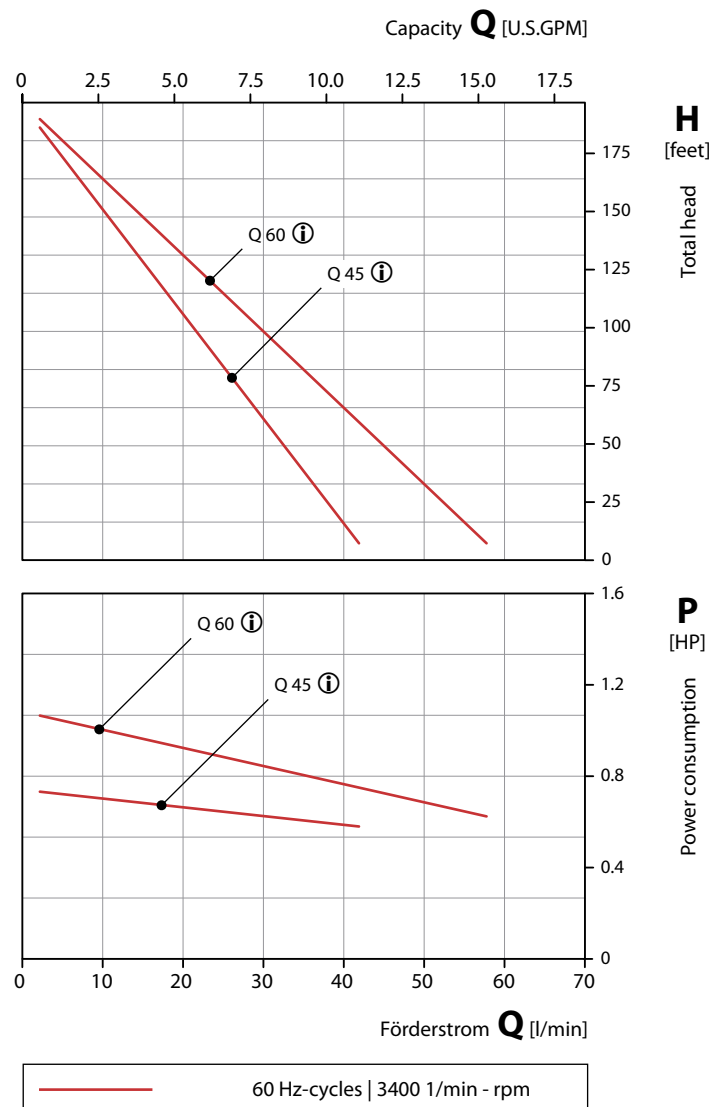 Capacity Q [U.S.GPM]
0 2.5 5.0 7.5 10.0 12.5 15.0 17.5
H
[feet]
Total head
175
150
125
100
75
50
25
0
Q 60 ⓘ
Q 45 ⓘ
1.6
1.2
0.8
0.4
0
P
[HP]
Power consumption
Q 60 ⓘ
Q 45 ⓘ
0 10 20 30 40 50 60 70
Förderstrom Q [l/min]
60 Hz-cycles | 3400 1/min - rpm